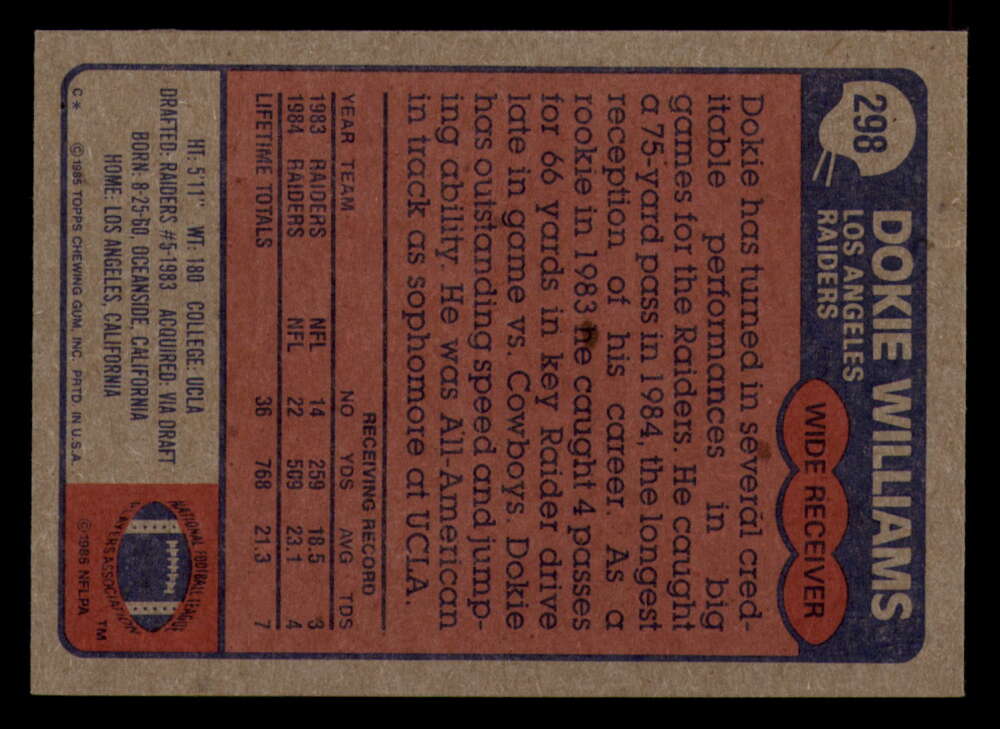 298
DOKIE WILLIAMS
LOS ANGELES
RAIDERS
WIDE RECEIVER
Dokie has turned in several cred-
itable performances in big
games for the Raiders. He caught
a 75-yard pass in 1984, the longest
reception of his career. As a
rookie in 1983 he caught 4 passes
for 66 yards in key Raider drive
late in game vs. Cowboys. Dokie
has outstanding speed and jump-
ing ability. He was All-American
in track as sophomore at UCLA.
RECEIVING RECORD
YEAR TEAM NO YDS AVG TDS
1983 RAIDERS NFL 14 259 18.5 3
1984 RAIDERS NFL 22 509 23.1 4
LIFETIME TOTALS 36 768 21.3 7
HT: 5'11" WT: 180 COLLEGE: UCLA
DRAFTED: RAIDERS #5-1983 ACQUIRED: VIA DRAFT
BORN: 8-25-60, OCEANSIDE, CALIFORNIA
HOME: LOS ANGELES, CALIFORNIA
C* © 1985 TOPPS CHEWING GUM, INC. PRTD. IN U.S.A.
NATIONAL FOOTBALL LEAGUE
PLAYERS ASSOCIATION
TM
© 1985 NFLPA